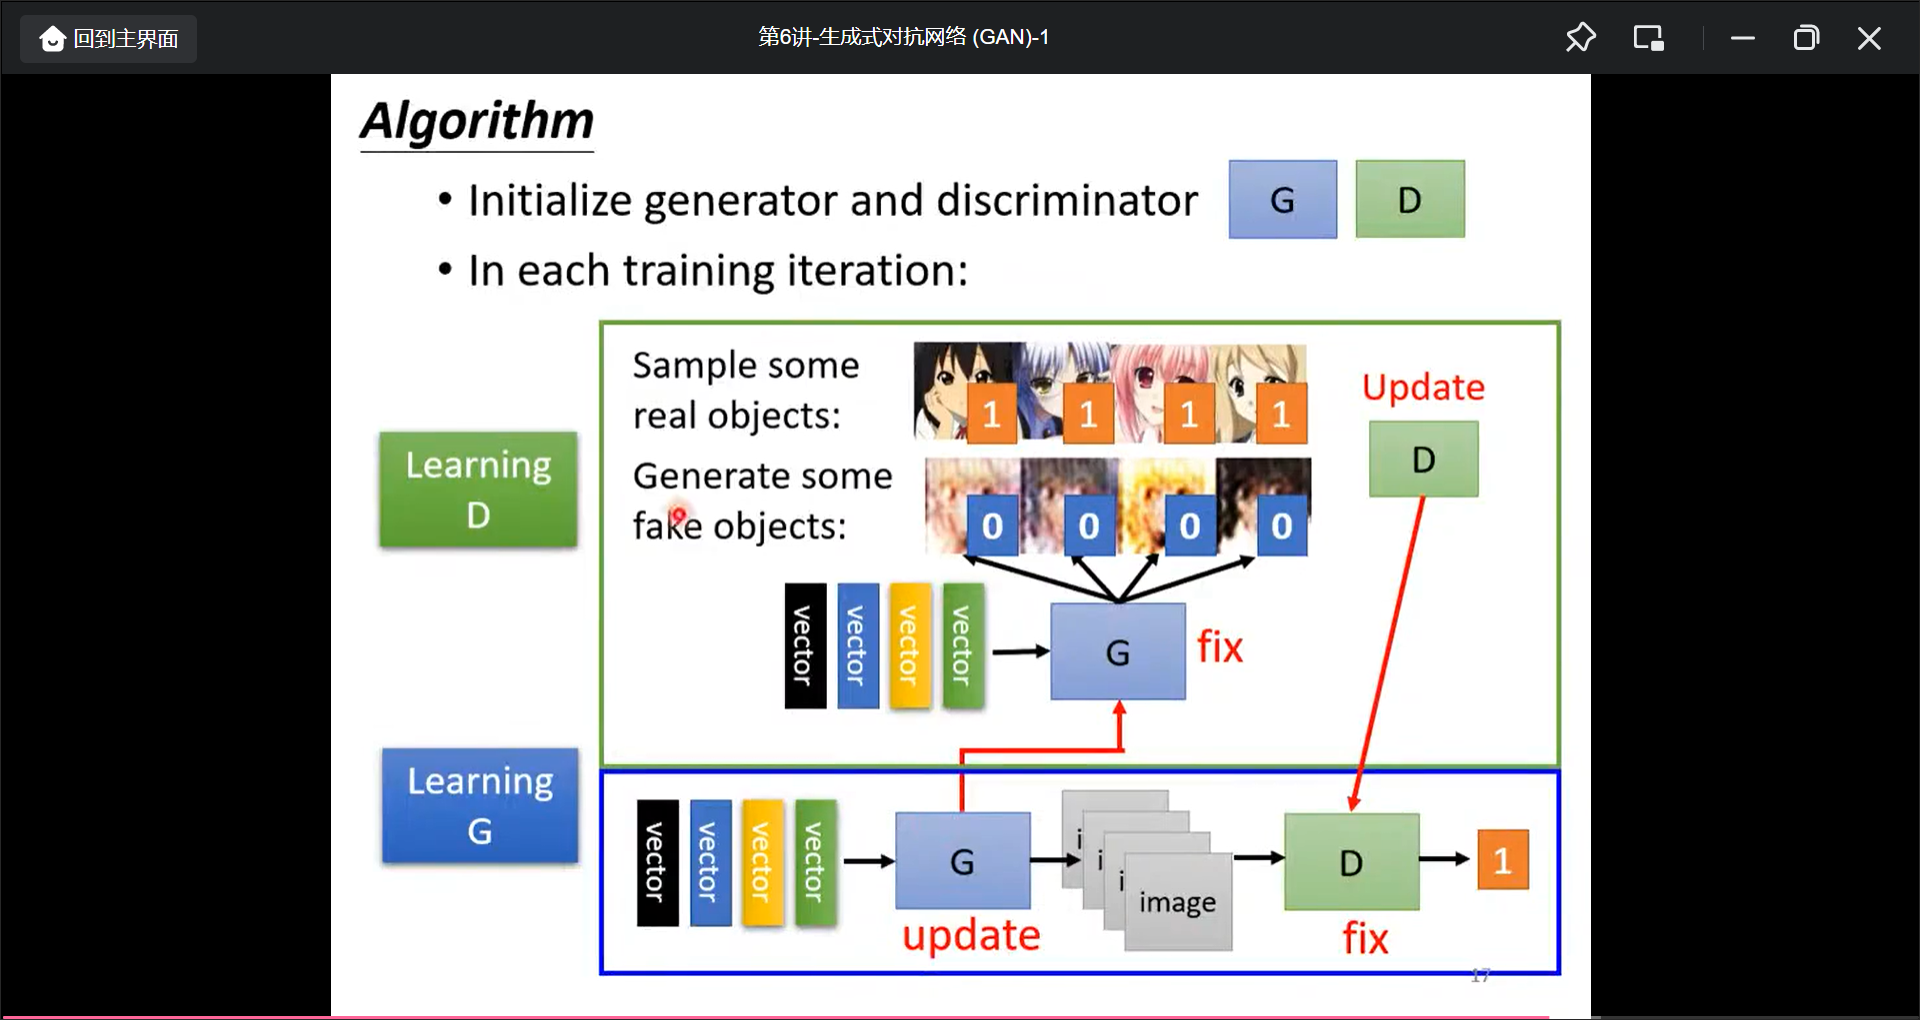 回到主界面
第6讲-生成式对抗网络 (GAN)-1
Algorithm
• Initialize generator and discriminator
G
D
• In each training iteration:
Sample some
real objects:
1
1
1
1
Update
D
Learning
D
Generate some
fake objects:
0
0
0
0
vector
vector
vector
vector
G
fix
Learning
G
vector
vector
vector
vector
G
update
i
i
i
image
D
fix
1
17